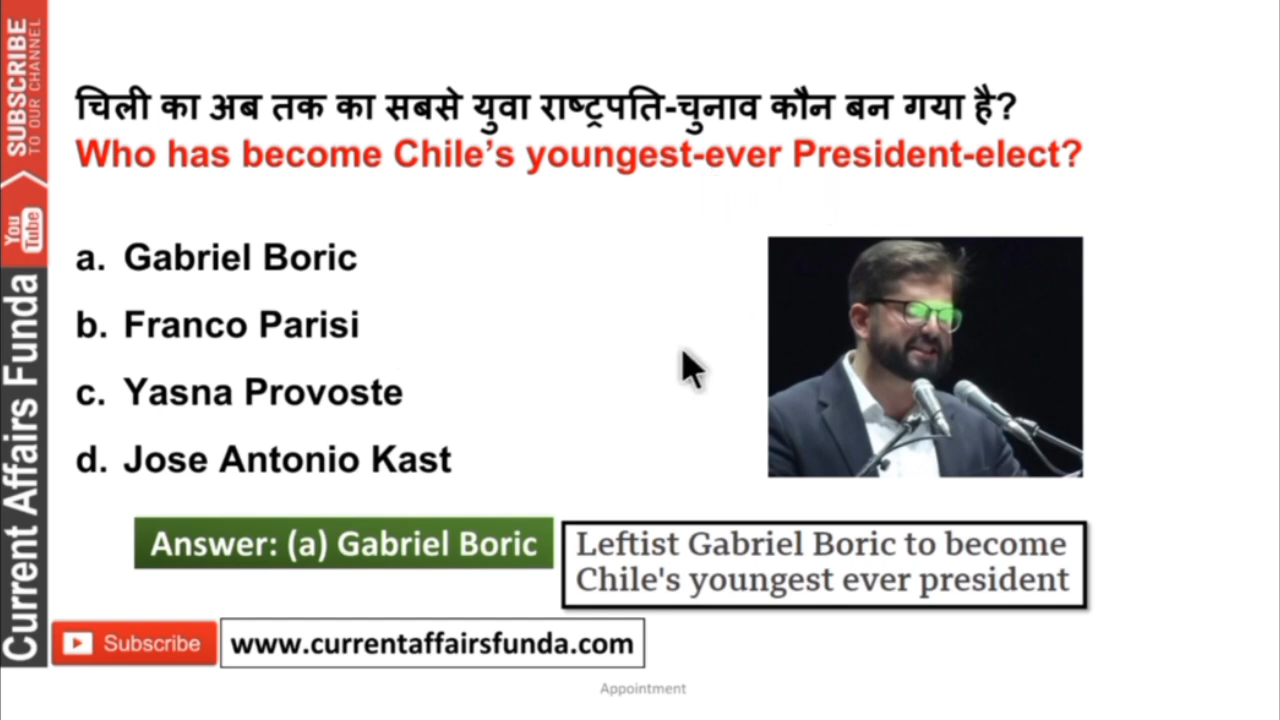 SUBSCRIBE
TO OUR CHANNEL
You
Tube
Current Affairs Funda
चिली का अब तक का सबसे युवा राष्ट्रपति-चुनाव कौन बन गया है?
Who has become Chile’s youngest-ever President-elect?
a. Gabriel Boric
b. Franco Parisi
c. Yasna Provoste
d. Jose Antonio Kast
Answer: (a) Gabriel Boric
Leftist Gabriel Boric to become
Chile's youngest ever president
Subscribe
www.currentaffairsfunda.com
Appointment